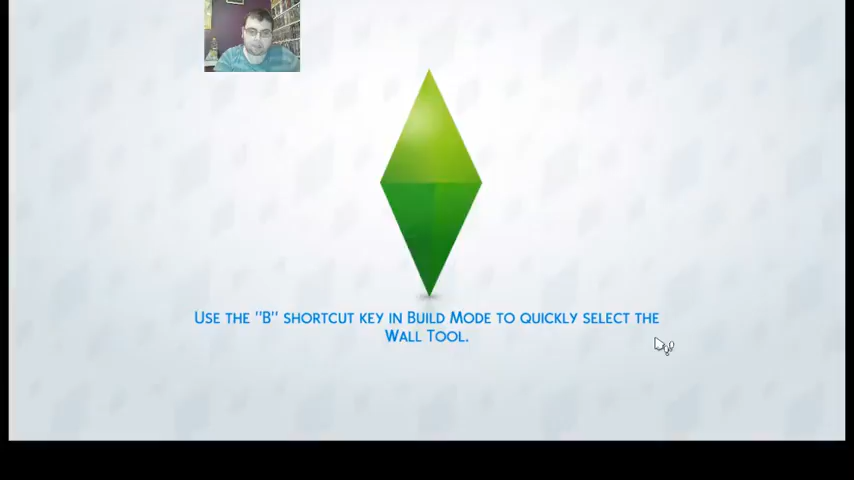 Use the "B" shortcut key in Build Mode to quickly select the
Wall Tool.